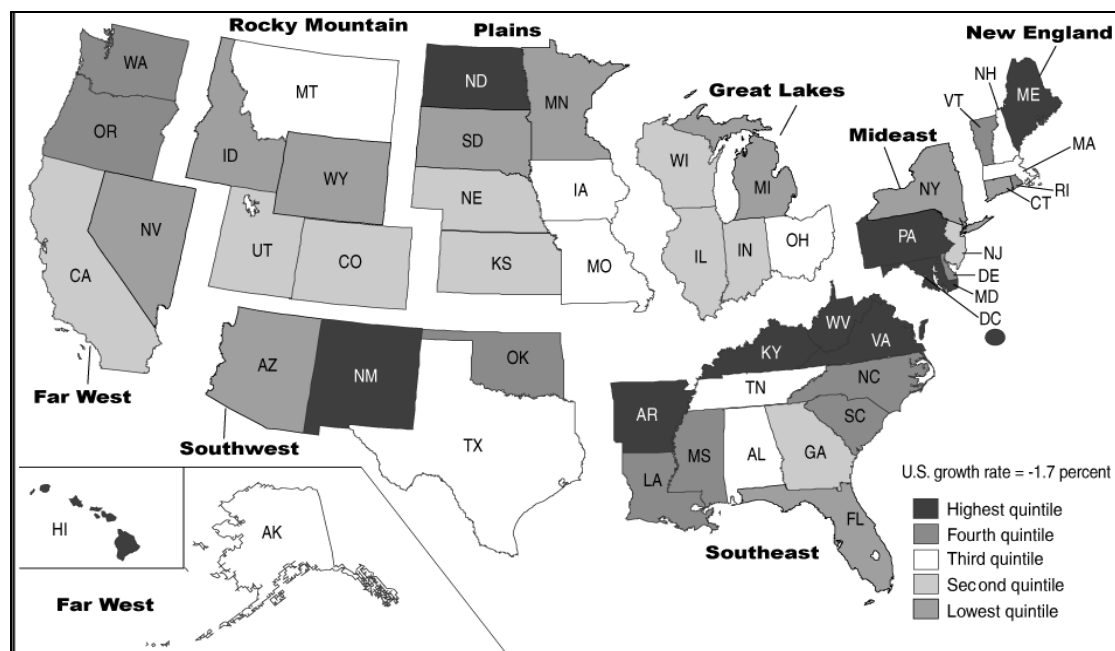 Rocky Mountain
Plains
New England
WA
MT
ND
MN
NH
ME
VT
Great Lakes
OR
ID
SD
WI
Mideast
MA
WY
MI
NY
RI
CT
IA
NE
NV
PA
UT
CO
IL
IN
OH
NJ
CA
KS
MO
DE
MD
WV
DC
VA
KY
OK
AZ
NM
TN
NC
Far West
AR
SC
Southwest
TX
MS
AL
GA
U.S. growth rate = -1.7 percent
LA
HI
AK
FL
Highest quintile
Fourth quintile
Southeast
Third quintile
Second quintile
Far West
Lowest quintile